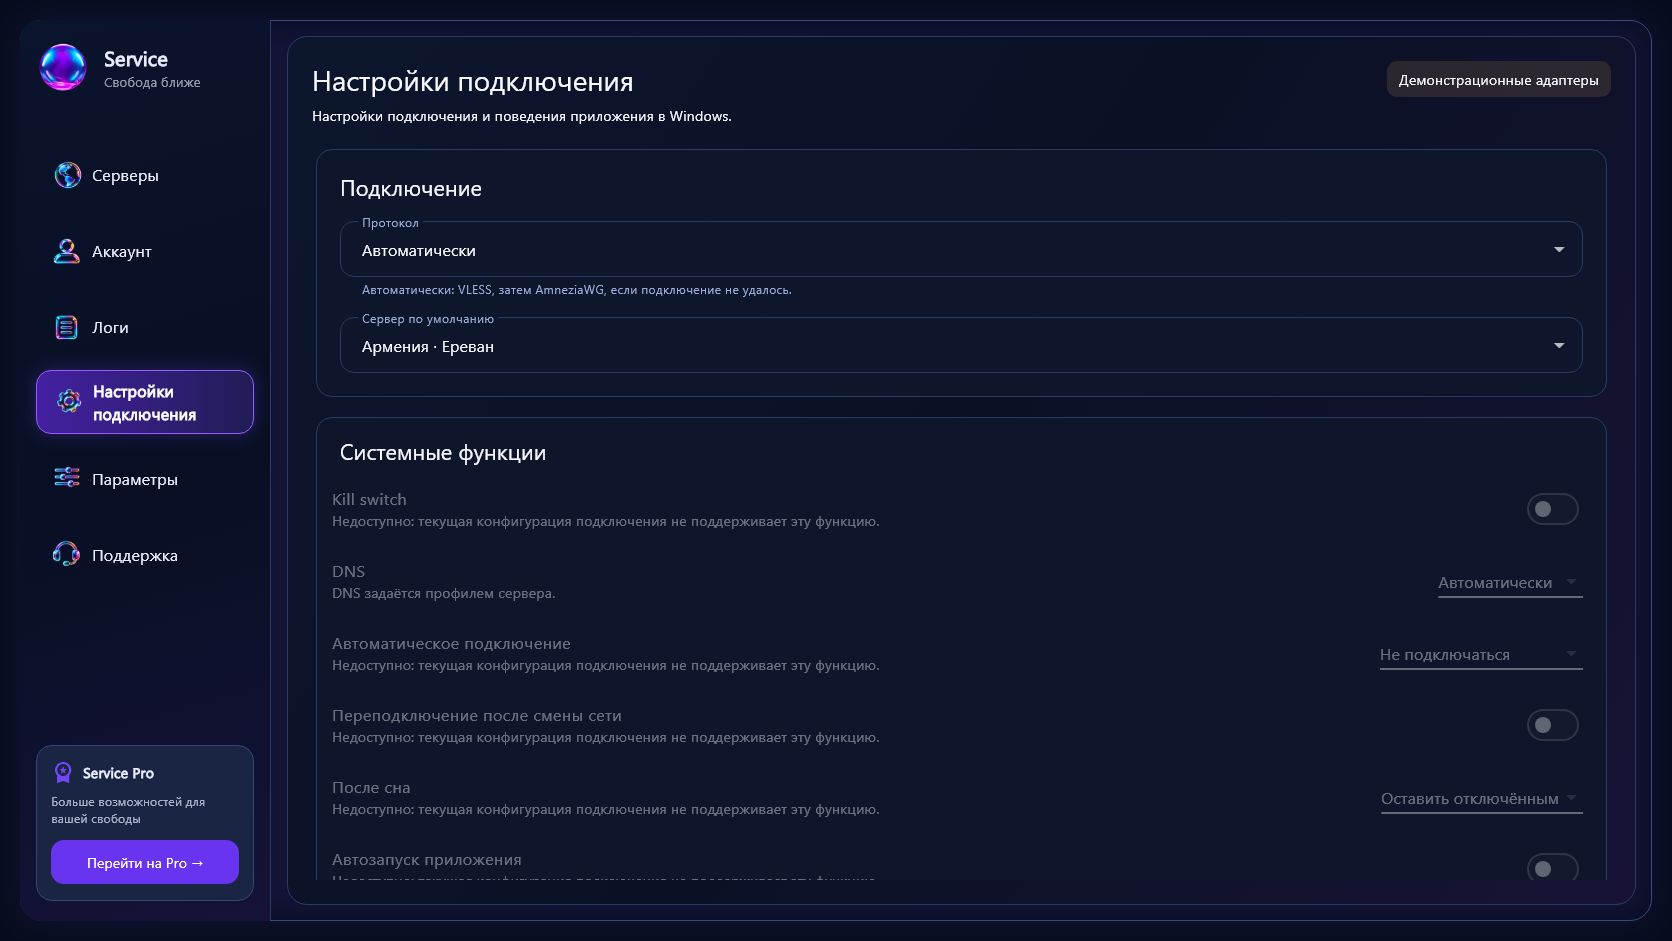 Service
Свобода ближе
Серверы
Аккаунт
Логи
Настройки
подключения
Параметры
Поддержка
Service Pro
Больше возможностей для
вашей свободы
Перейти на Pro →
Настройки подключения
Демонстрационные адаптеры
Настройки подключения и поведения приложения в Windows.
Подключение
Протокол
Автоматически
Автоматически: VLESS, затем AmneziaWG, если подключение не удалось.
Сервер по умолчанию
Армения · Ереван
Системные функции
Kill switch
Недоступно: текущая конфигурация подключения не поддерживает эту функцию.
DNS
DNS задаётся профилем сервера.
Автоматически
Автоматическое подключение
Недоступно: текущая конфигурация подключения не поддерживает эту функцию.
Не подключаться
Переподключение после смены сети
Недоступно: текущая конфигурация подключения не поддерживает эту функцию.
После сна
Недоступно: текущая конфигурация подключения не поддерживает эту функцию.
Оставить отключённым
Автозапуск приложения